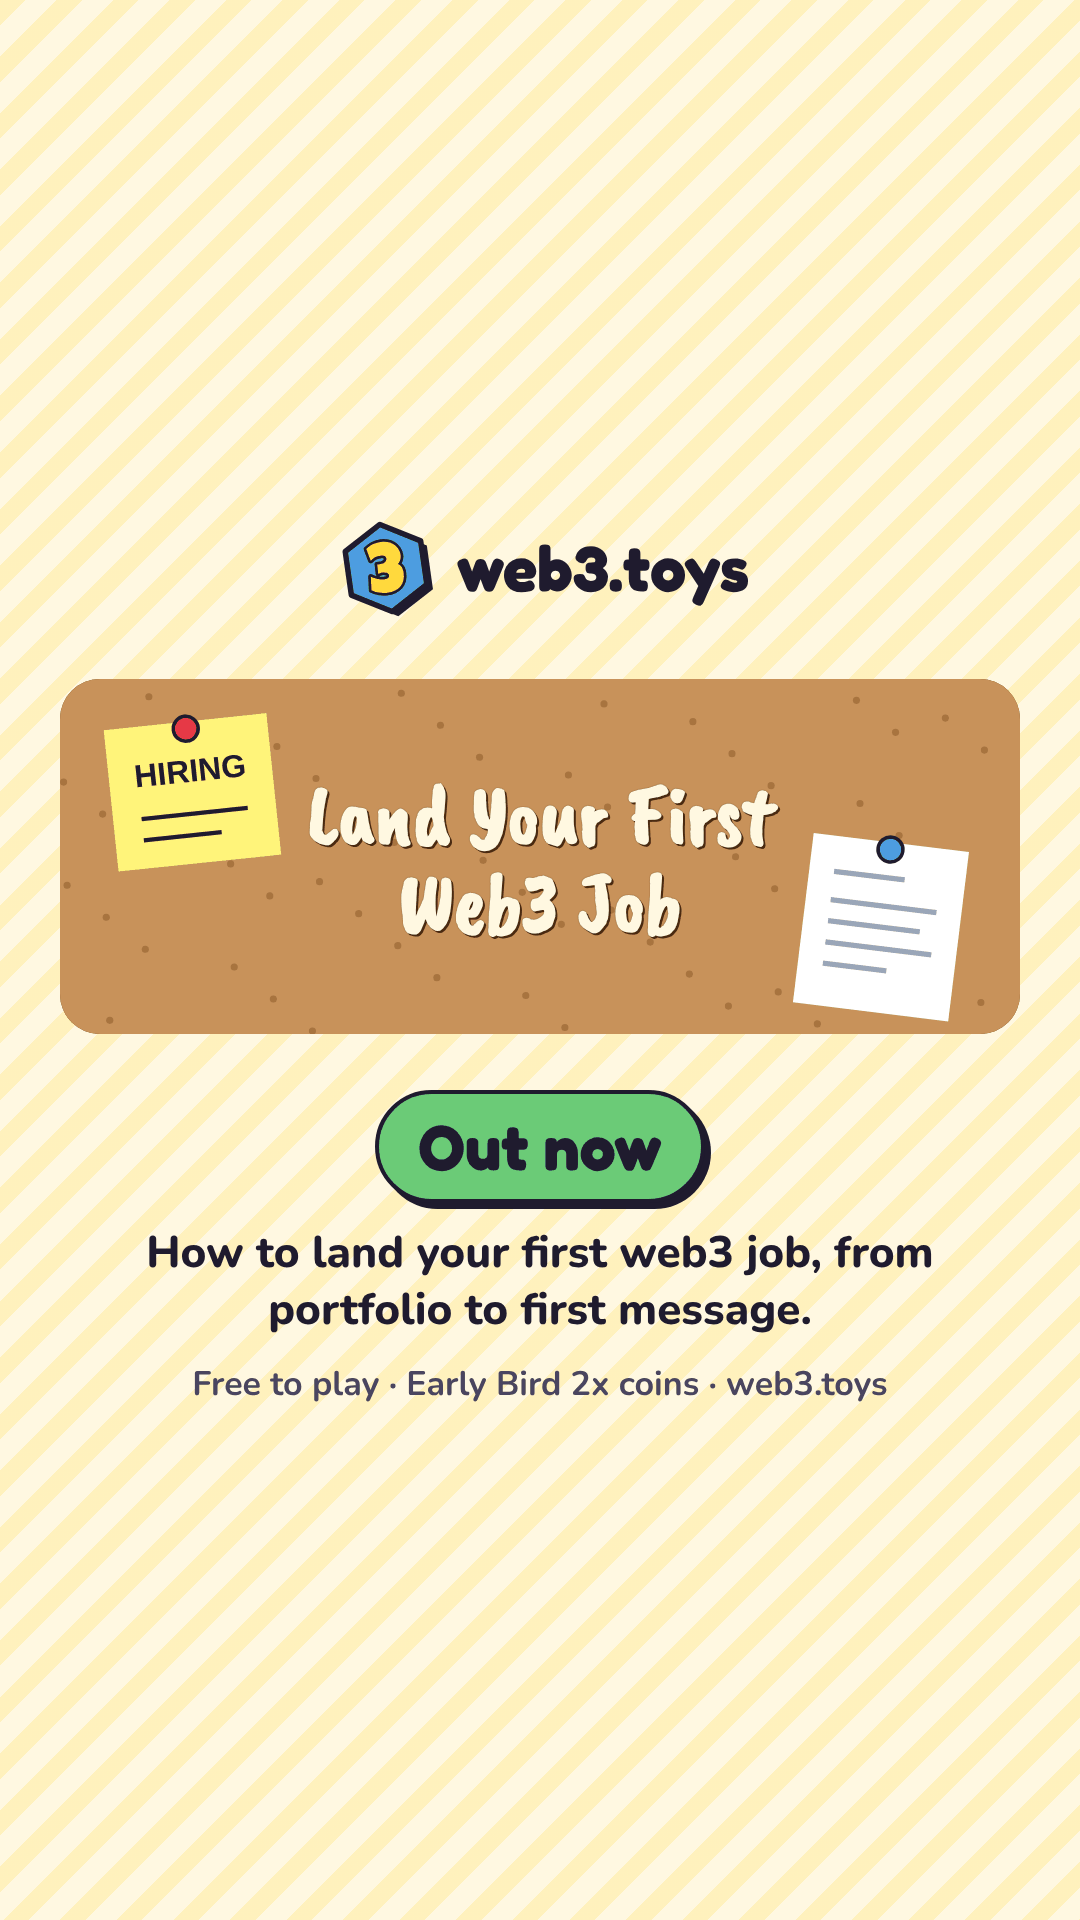 3 web3.toys
HIRING
Land Your First
Web3 Job
Out now
How to land your first web3 job, from
portfolio to first message.
Free to play · Early Bird 2x coins · web3.toys